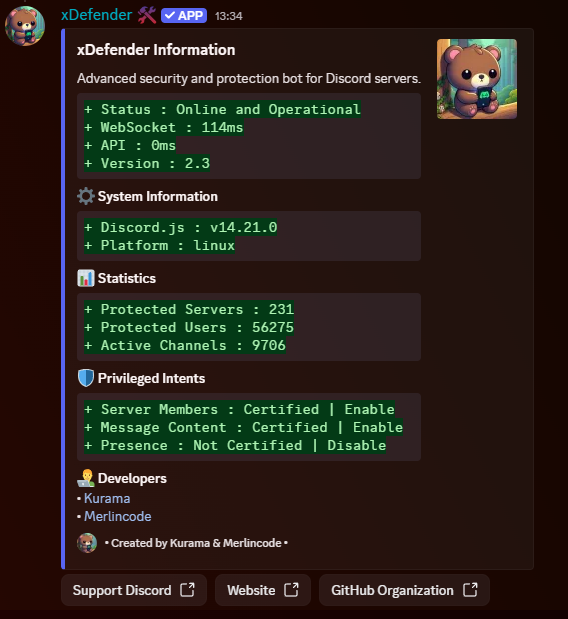 xDefender 🛠️ ✓ APP 13:34
xDefender Information
Advanced security and protection bot for Discord servers.
+ Status : Online and Operational
+ WebSocket : 114ms
+ API : 0ms
+ Version : 2.3
⚙️ System Information
+ Discord.js : v14.21.0
+ Platform : linux
📊 Statistics
+ Protected Servers : 231
+ Protected Users : 56275
+ Active Channels : 9706
🛡️ Privileged Intents
+ Server Members : Certified | Enable
+ Message Content : Certified | Enable
+ Presence : Not Certified | Disable
🧑‍💻 Developers
• Kurama
• Merlincode
• Created by Kurama & Merlincode •
Support Discord
Website
GitHub Organization